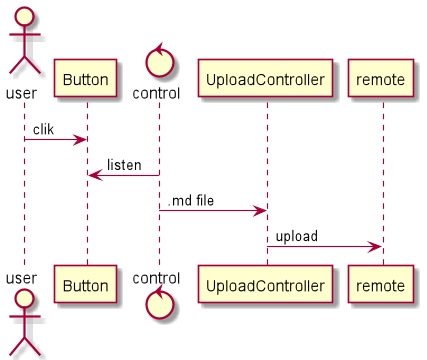 user Button control UploadController remote
clik
listen
.md file
upload
user Button control UploadController remote